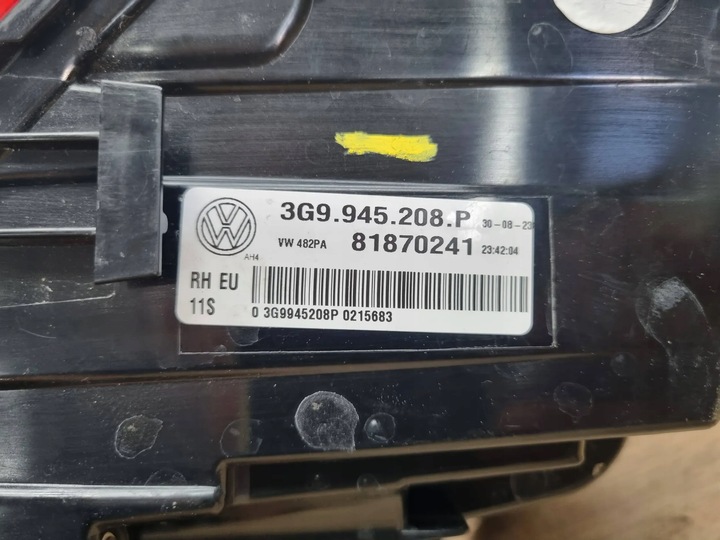 3G9.945.208.P 30-08-23
VW 482PA 81870241 23:42:04
AH4
RH EU
11S 0 3G9945208P 0215683